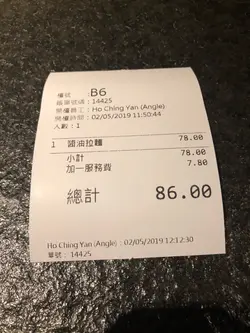 檯號 :B6
賬單號碼 :14425
開檯員工 : Ho Ching Yan (Angle)
開檯時間 : 02/05/2019 11:50:44
人數 : 1
1 醬油拉麵 78.00
小計 78.00
加一服務費 7.80
總計 86.00
Ho Ching Yan (Angle) : 02/05/2019 12:12:30
單號 : 14425